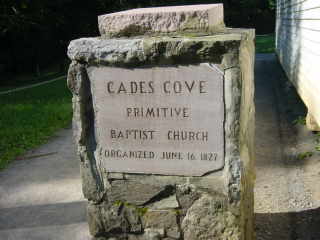 CADES COVE
PRIMITIVE
BAPTIST CHURCH
ORGANIZED JUNE 16, 1827